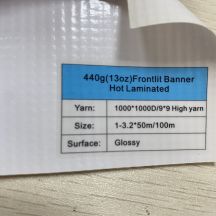 440g(13oz)Frontlit Banner
Hot Laminated
Yarn: 1000*1000D/9*9 High yarn
Size: 1-3.2*50m/100m
Surface: Glossy